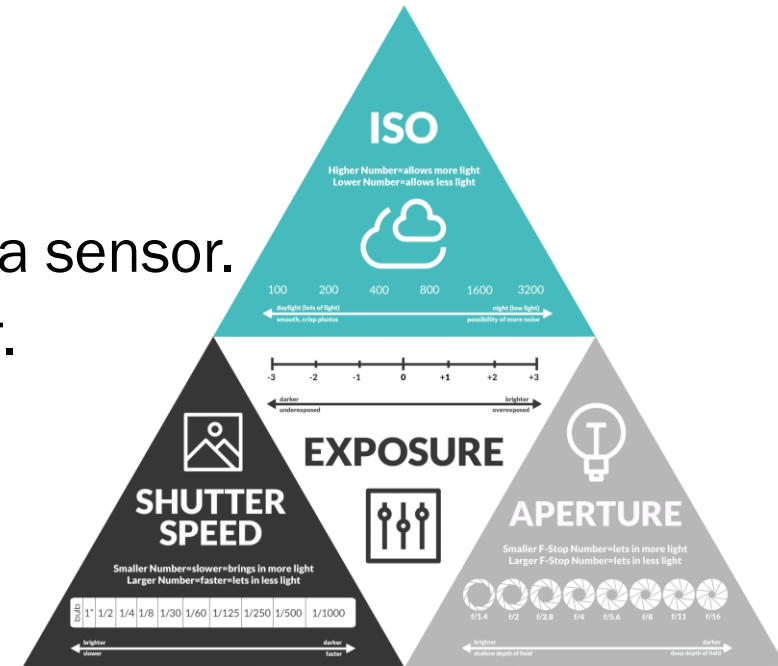 ISO
Higher Number=allows more light
Lower Number=allows less light
a sensor.
100 200 400 800 1600 3200
daylight (lots of light) night (low light)
smooth, crisp photos possibility of more noise
-3 -2 -1 0 +1 +2 +3
darker brighter
underexposed overexposed
EXPOSURE
SHUTTER
SPEED
Smaller Number=slower=brings in more light
Larger Number=faster=lets in less light
bulb 1" 1/2 1/4 1/8 1/30 1/60 1/125 1/250 1/500 1/1000
brighter darker
slower faster
APERTURE
Smaller F-Stop Number=lets in more light
Larger F-Stop Number=lets in less light
f/1.4 f/2 f/2.8 f/4 f/5.6 f/8 f/11 f/16
brighter darker
shallow depth of field deep depth of field